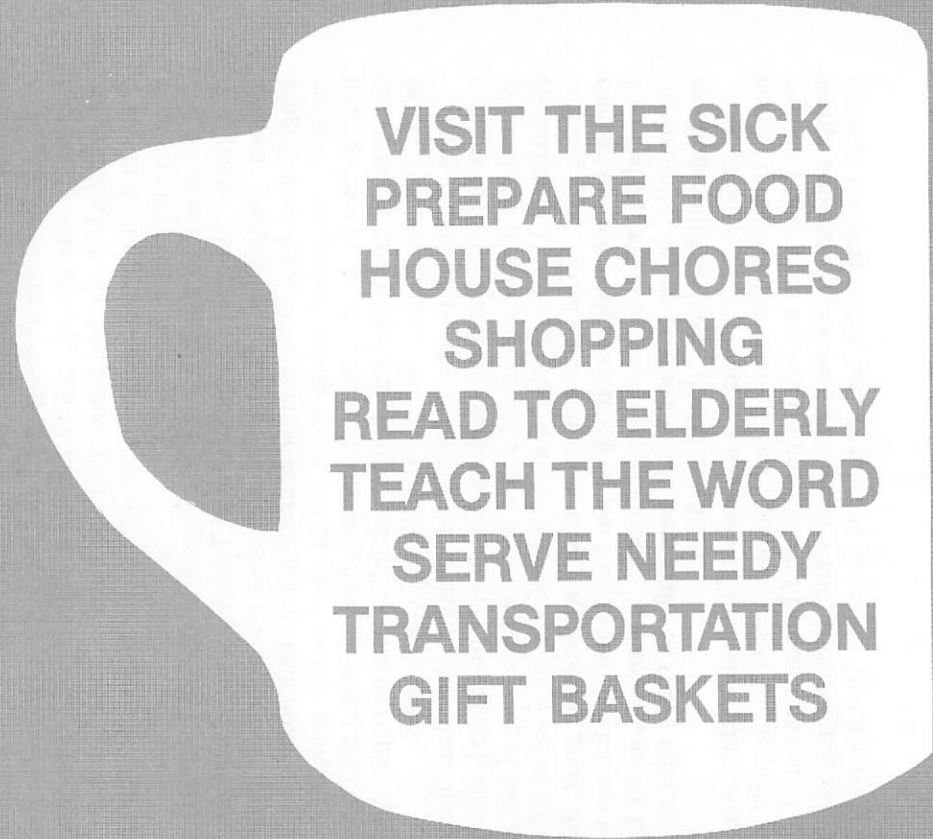 VISIT THE SICK
PREPARE FOOD
HOUSE CHORES
SHOPPING
READ TO ELDERLY
TEACH THE WORD
SERVE NEEDY
TRANSPORTATION
GIFT BASKETS